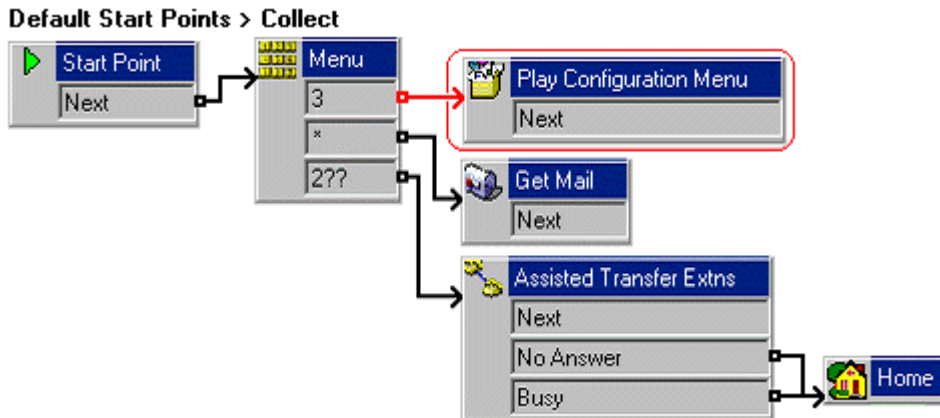 Default Start Points > Collect
Start Point
Next
Menu
3
*
2??
Play Configuration Menu
Next
Get Mail
Next
Assisted Transfer Extns
Next
No Answer
Busy
Home